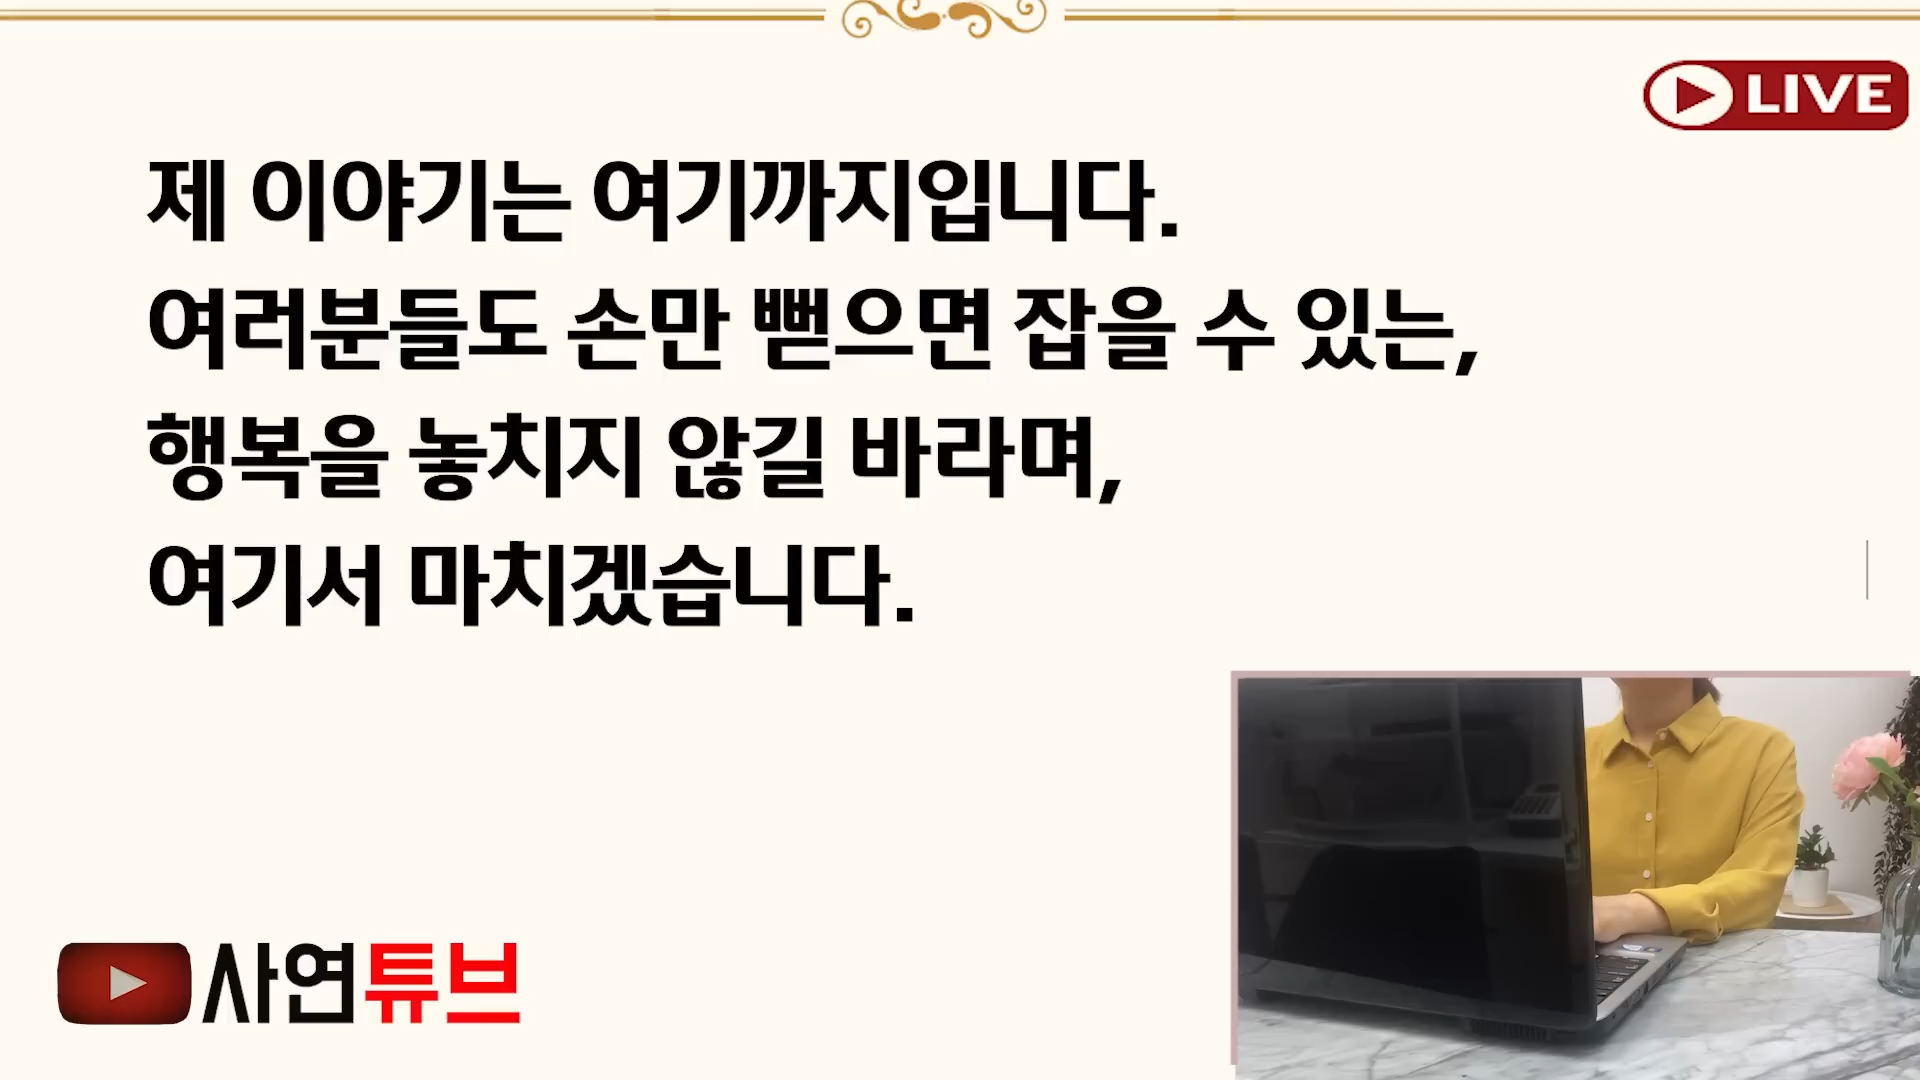 LIVE
제 이야기는 여기까지입니다.
여러분들도 손만 뻗으면 잡을 수 있는,
행복을 놓치지 않길 바라며,
여기서 마치겠습니다.
사연튜브